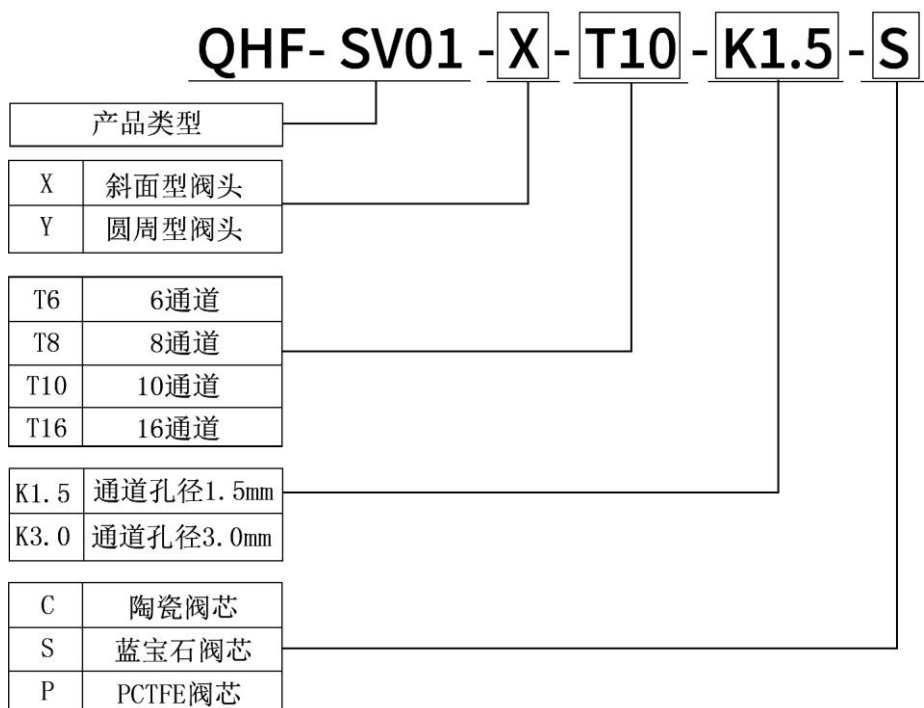 QHF- SV01 - X - T10 - K1.5 - S
产品类型
X 斜面型阀头
Y 圆周型阀头
T6 6通道
T8 8通道
T10 10通道
T16 16通道
K1.5 通道孔径1.5mm
K3.0 通道孔径3.0mm
C 陶瓷阀芯
S 蓝宝石阀芯
P PCTFE阀芯